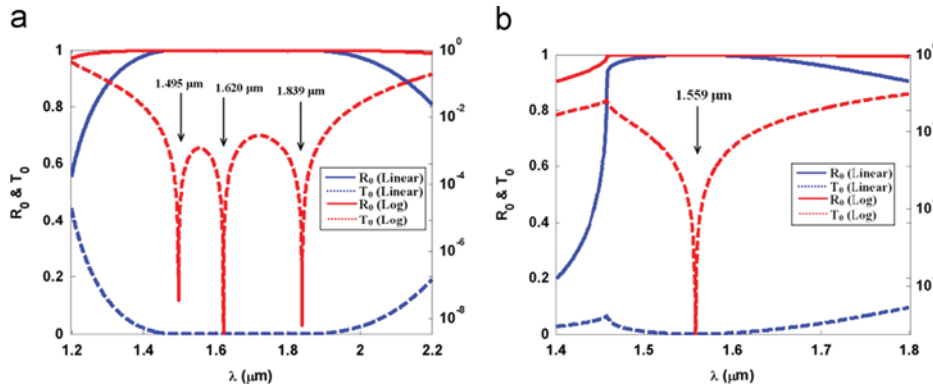 a
1
0.8
0.6
0.4
0.2
0
R₀ & T₀
1.495 µm
1.620 µm
1.839 µm
R₀ (Linear)
T₀ (Linear)
R₀ (Log)
T₀ (Log)
10⁰
10⁻²
10⁻⁴
10⁻⁶
10⁻⁸
1.2 1.4 1.6 1.8 2 2.2
λ (µm)
b
1
0.8
0.6
0.4
0.2
0
R₀ & T₀
1.559 µm
R₀ (Linear)
T₀ (Linear)
R₀ (Log)
T₀ (Log)
1.4 1.5 1.6 1.7 1.8
λ (µm)